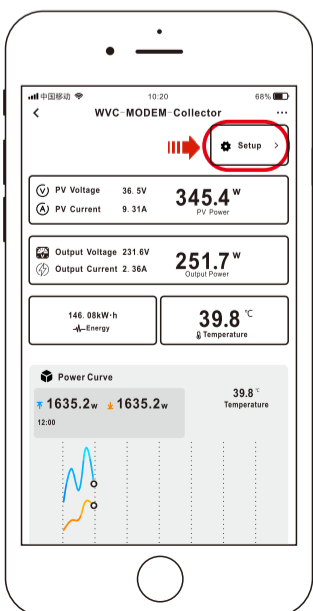 中国移动 10:20 68%
WVC-MODEM-Collector ...
Setup >
V PV Voltage 36. 5V
A PV Current 9. 31A
345.4 W
PV Power
Output Voltage 231.6V
Output Current 2. 36A
251.7 W
Output Power
146. 08kW·h
Energy
39.8 ℃
Temperature
Power Curve
1635.2w 1635.2w
12:00
39.8 ℃
Temperature